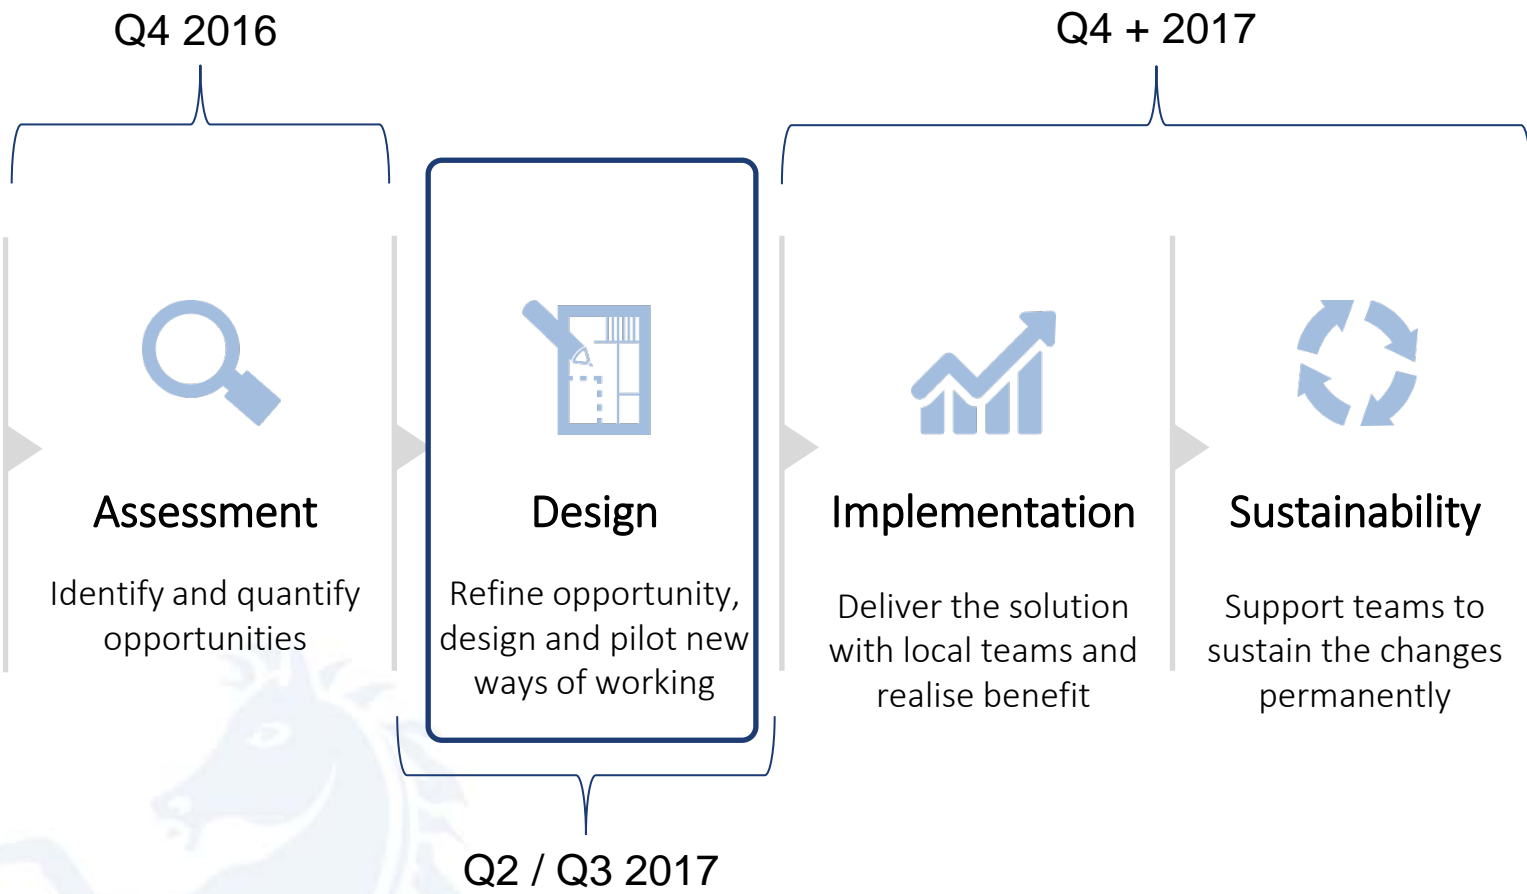 Q4 2016
Q4 + 2017
Assessment
Identify and quantify
opportunities
Design
Refine opportunity,
design and pilot new
ways of working
Implementation
Deliver the solution
with local teams and
realise benefit
Sustainability
Support teams to
sustain the changes
permanently
Q2 / Q3 2017